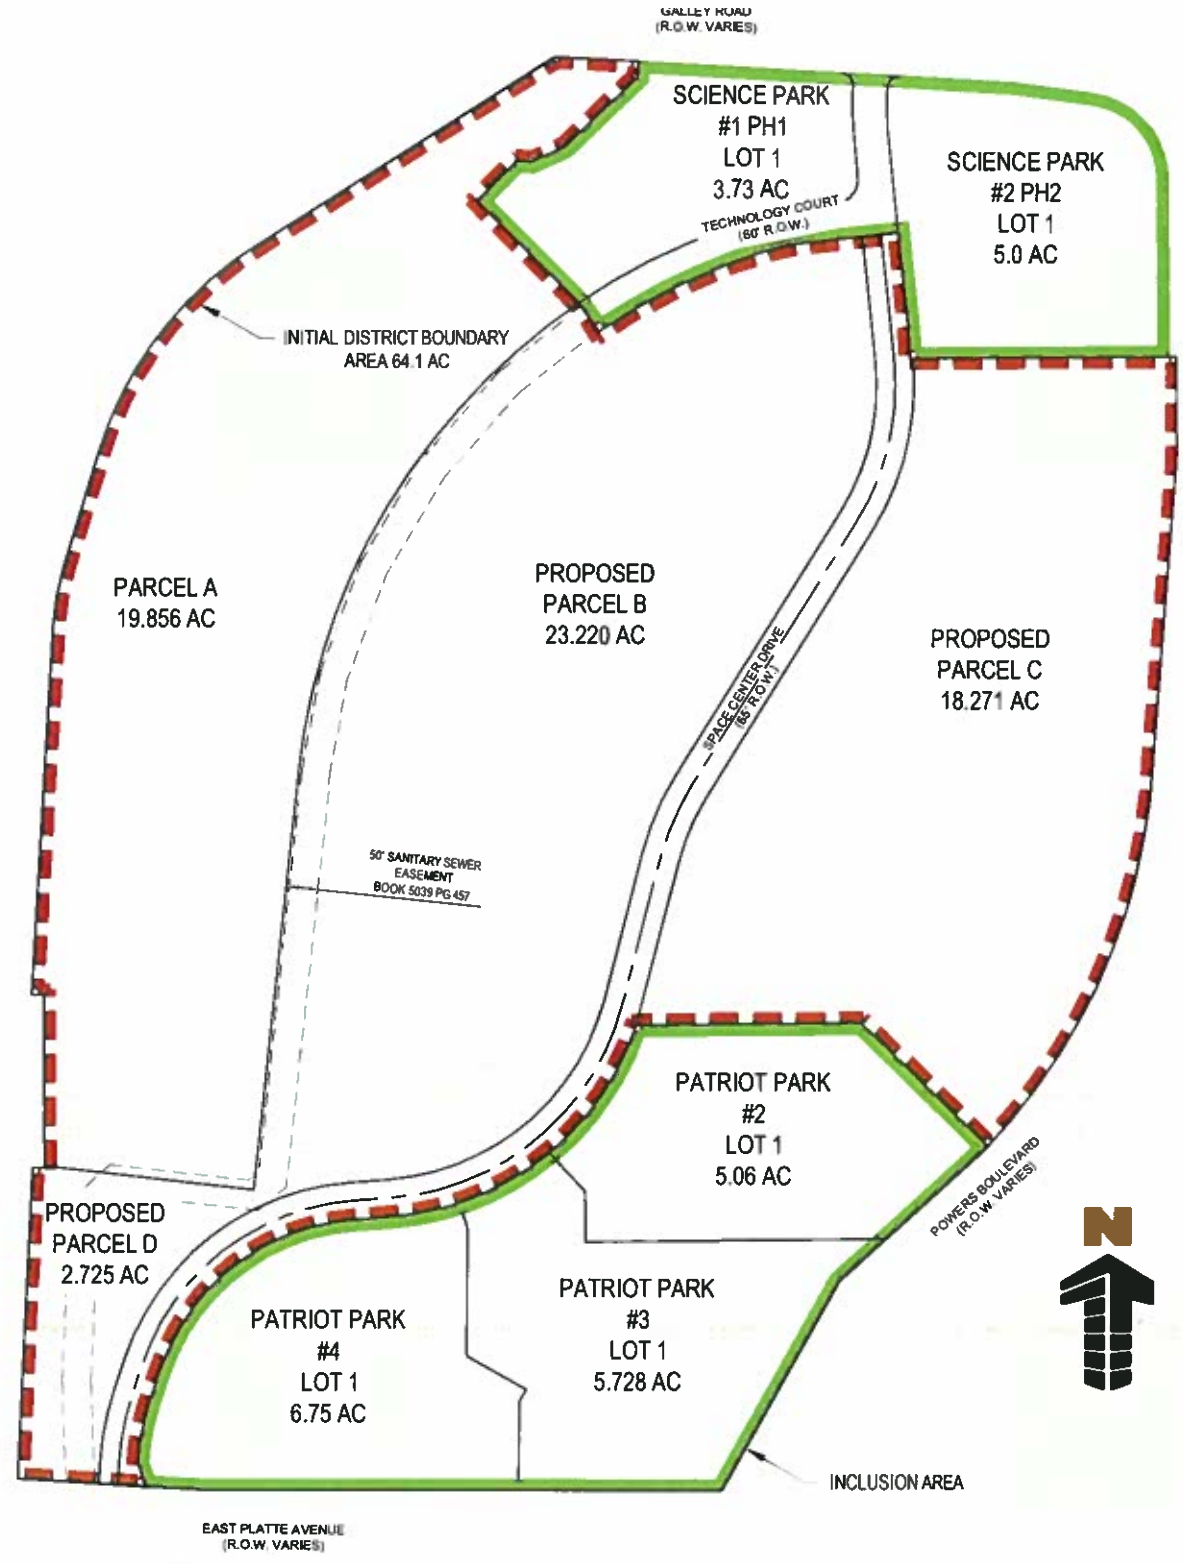 GALLEY ROAD
(R.O.W. VARIES)
SCIENCE PARK
#1 PH1
LOT 1
3.73 AC
SCIENCE PARK
#2 PH2
LOT 1
5.0 AC
TECHNOLOGY COURT
(60' R.O.W.)
INITIAL DISTRICT BOUNDARY
AREA 64.1 AC
PARCEL A
19.856 AC
PROPOSED
PARCEL B
23.220 AC
PROPOSED
PARCEL C
18.271 AC
SPACE CENTER DRIVE
(65' R.O.W.)
50' SANITARY SEWER
EASEMENT
BOOK 5039 PG 457
PATRIOT PARK
#2
LOT 1
5.06 AC
POWERS BOULEVARD
(R.O.W. VARIES)
N
PROPOSED
PARCEL D
2.725 AC
PATRIOT PARK
#3
LOT 1
5.728 AC
PATRIOT PARK
#4
LOT 1
6.75 AC
INCLUSION AREA
EAST PLATTE AVENUE
(R.O.W. VARIES)